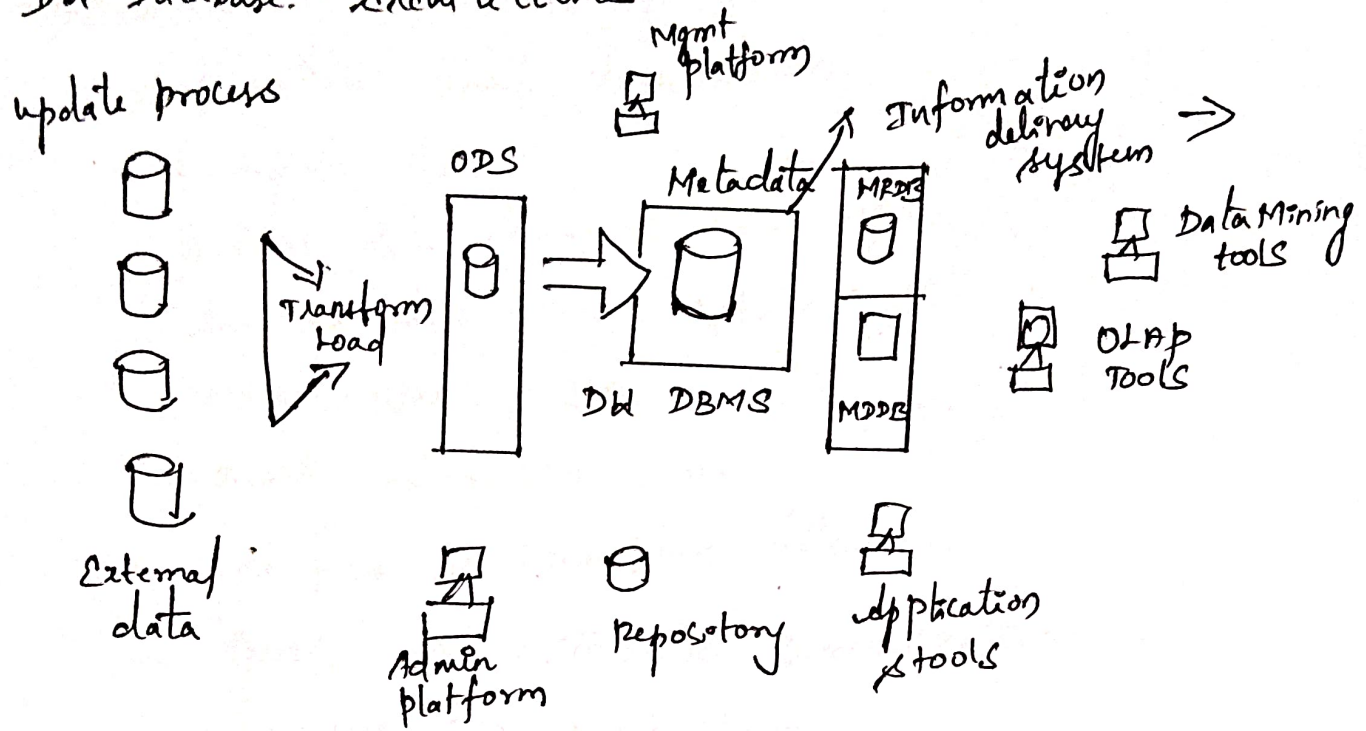 Mgmt
platform
update process
Information
delivery
system
ODS
Metadata
MRDB
Data Mining
tools
Transform
Load
OLAP
TOOLS
DW DBMS
MDDB
External
data
Repository
Application
stools
Admin
platform